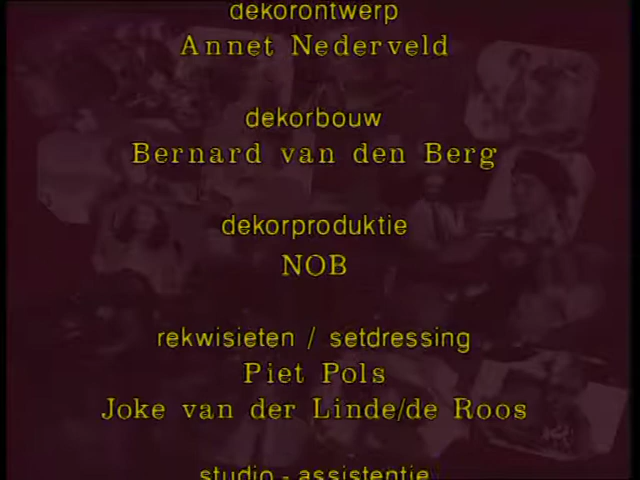 dekorontwerp
Annet Nederveld
dekorbouw
Bernard van den Berg
dekorproduktie
NOB
rekwisieten / setdressing
Piet Pols
Joke van der Linde/de Roos
studio - assistentie